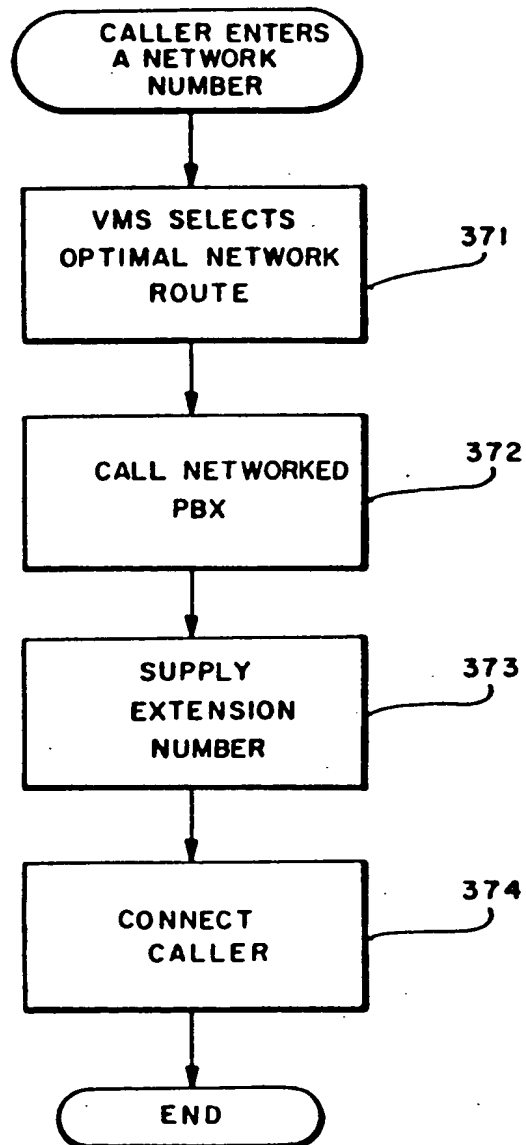 CALLER ENTERS
A NETWORK
NUMBER
VMS SELECTS
OPTIMAL NETWORK
ROUTE
371
CALL NETWORKED
PBX
372
SUPPLY
EXTENSION
NUMBER
373
CONNECT
CALLER
374
END